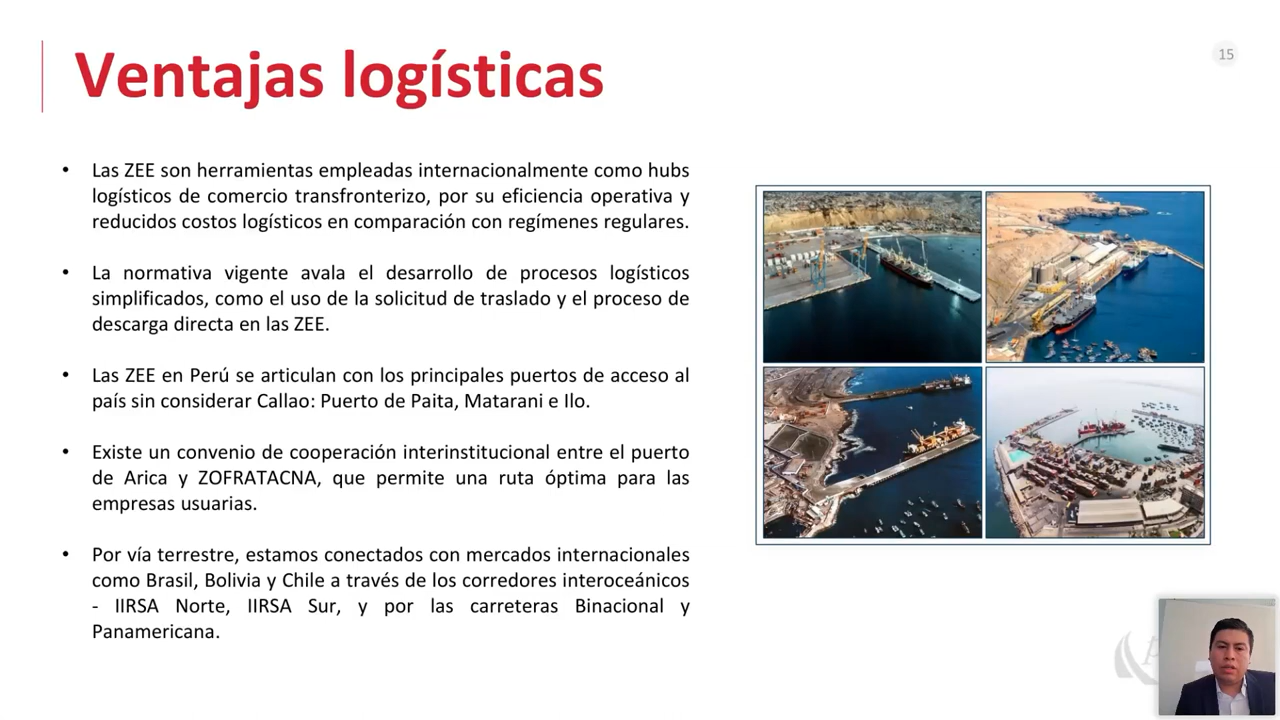 Ventajas logísticas
15
• Las ZEE son herramientas empleadas internacionalmente como hubs
logísticos de comercio transfronterizo, por su eficiencia operativa y
reducidos costos logísticos en comparación con regímenes regulares.
• La normativa vigente avala el desarrollo de procesos logísticos
simplificados, como el uso de la solicitud de traslado y el proceso de
descarga directa en las ZEE.
• Las ZEE en Perú se articulan con los principales puertos de acceso al
país sin considerar Callao: Puerto de Paita, Matarani e Ilo.
• Existe un convenio de cooperación interinstitucional entre el puerto
de Arica y ZOFRATACNA, que permite una ruta óptima para las
empresas usuarias.
• Por vía terrestre, estamos conectados con mercados internacionales
como Brasil, Bolivia y Chile a través de los corredores interoceánicos
- IIRSA Norte, IIRSA Sur, y por las carreteras Binacional y
Panamericana.